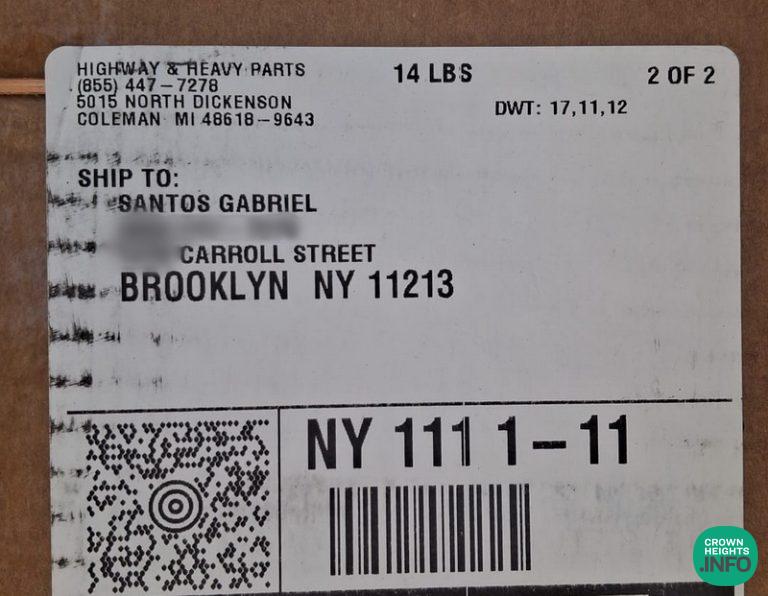 HIGHWAY & HEAVY PARTS
(855) 447-7278
5015 NORTH DICKENSON
COLEMAN MI 48618-9643
14 LBS
2 OF 2
DWT: 17,11,12
SHIP TO:
SANTOS GABRIEL
CARROLL STREET
BROOKLYN NY 11213
NY 111 1-11
CROWN
HEIGHTS
.INFO